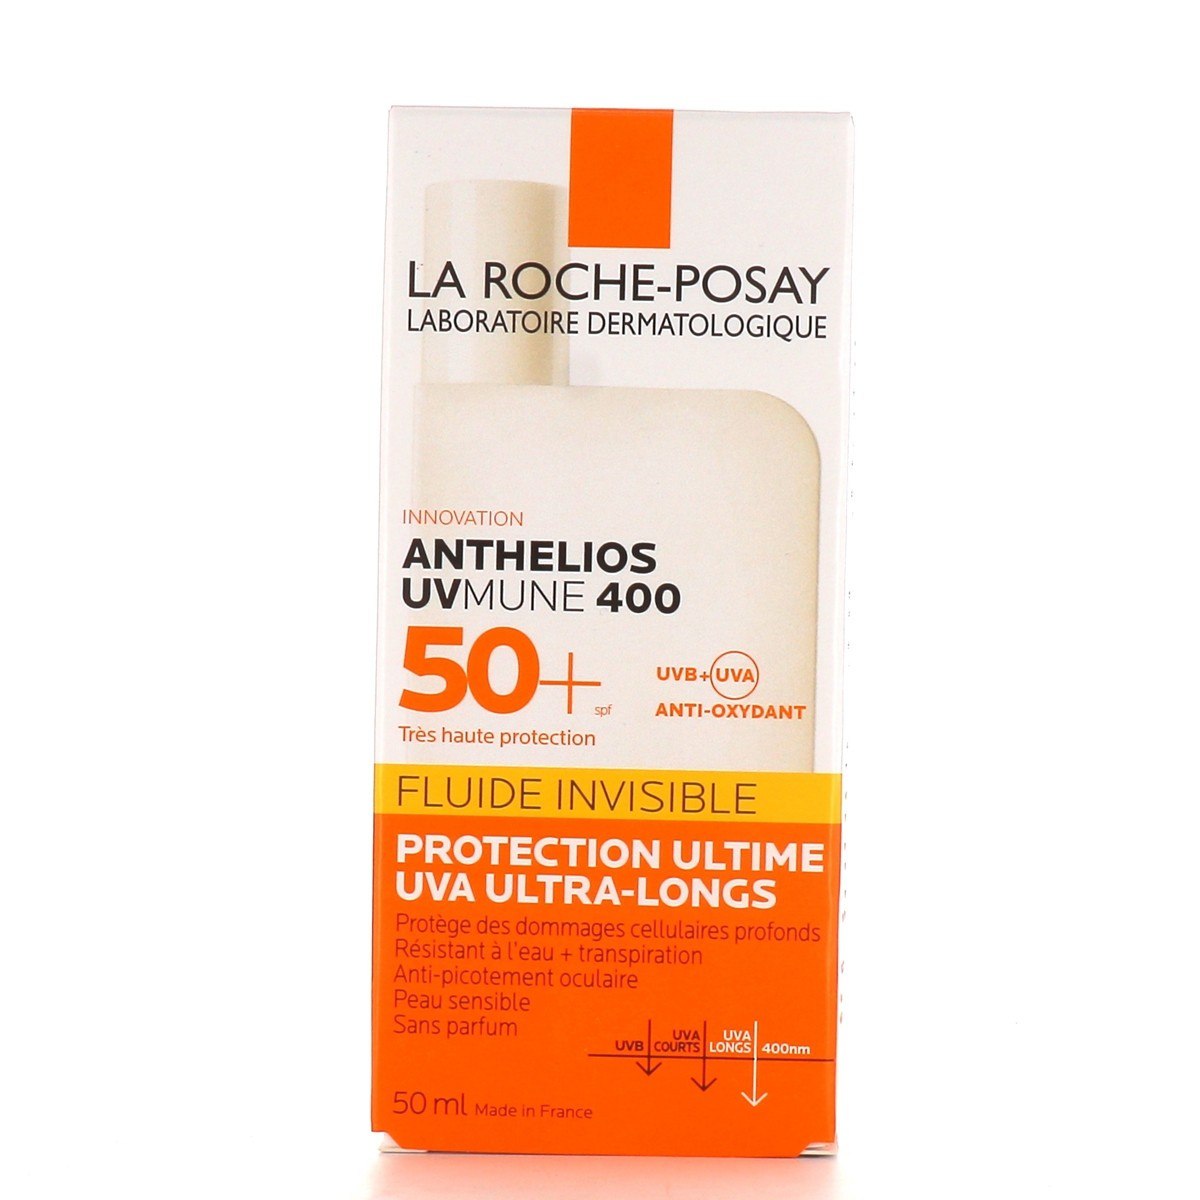 LA ROCHE-POSAY
LABORATOIRE DERMATOLOGIQUE
INNOVATION
ANTHELIOS
UVMUNE 400
50+ spf
Très haute protection
UVB+UVA
ANTI-OXYDANT
FLUIDE INVISIBLE
PROTECTION ULTIME
UVA ULTRA-LONGS
Protège des dommages cellulaires profonds
Résistant à l'eau + transpiration
Anti-picotement oculaire
Peau sensible
Sans parfum
UVB
UVA
COURTS
UVA
LONGS
400nm
50 ml Made in France